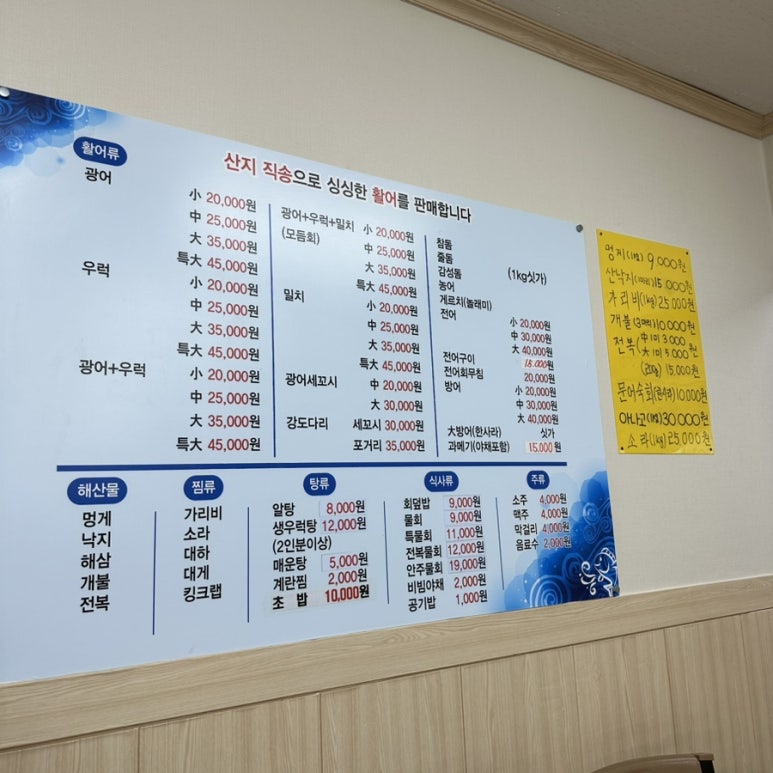 산지 직송으로 싱싱한 활어를 판매합니다
활어류
광어
小 20,000원
中 25,000원
大 35,000원
특대 45,000원
우럭
小 20,000원
中 25,000원
大 35,000원
특대 45,000원
광어+우럭
小 20,000원
中 25,000원
大 35,000원
특대 45,000원
광어+우럭+밀치 小 20,000원
(모듬회) 中 25,000원
大 35,000원
특대 45,000원
밀치
小 20,000원
中 25,000원
大 35,000원
특대 45,000원
광어세꼬시 中 20,000원
大 30,000원
강도다리 세꼬시 30,000원
포거리 35,000원
참돔
줄돔
감성돔 (1kg싯가)
농어
게르치(놀래미)
전어
小 20,000원
中 30,000원
大 40,000원
전어구이 15,000원
전어회무침 20,000원
방어 小 20,000원
中 30,000원
大 40,000원
대방어(한사라) 싯가
과메기(야채포함) 15,000원
해산물
멍게
낙지
해삼
개불
전복
찜류
가리비
소라
대하
대게
킹크랩
탕류
알탕 8,000원
생우럭탕 12,000원
(2인분이상)
매운탕 5,000원
계란찜 2,000원
초 밥 10,000원
식사류
회덮밥 9,000원
물회 9,000원
특물회 11,000원
전복물회 12,000원
안주물회 19,000원
비빔야채 2,000원
공기밥 1,000원
주류
소주 4,000원
맥주 4,000원
막걸리 4,000원
음료수 2,000원
9,000원
산낙지(1마리)15,000원
가리비(1kg)25,000원
개불(3마리)10,000원
전복(中 1미 3,000
大 1미 5,000
(200g) 15,000원
문어숙회 10,000원
아나고 30,000원
소라(1kg)25,000원